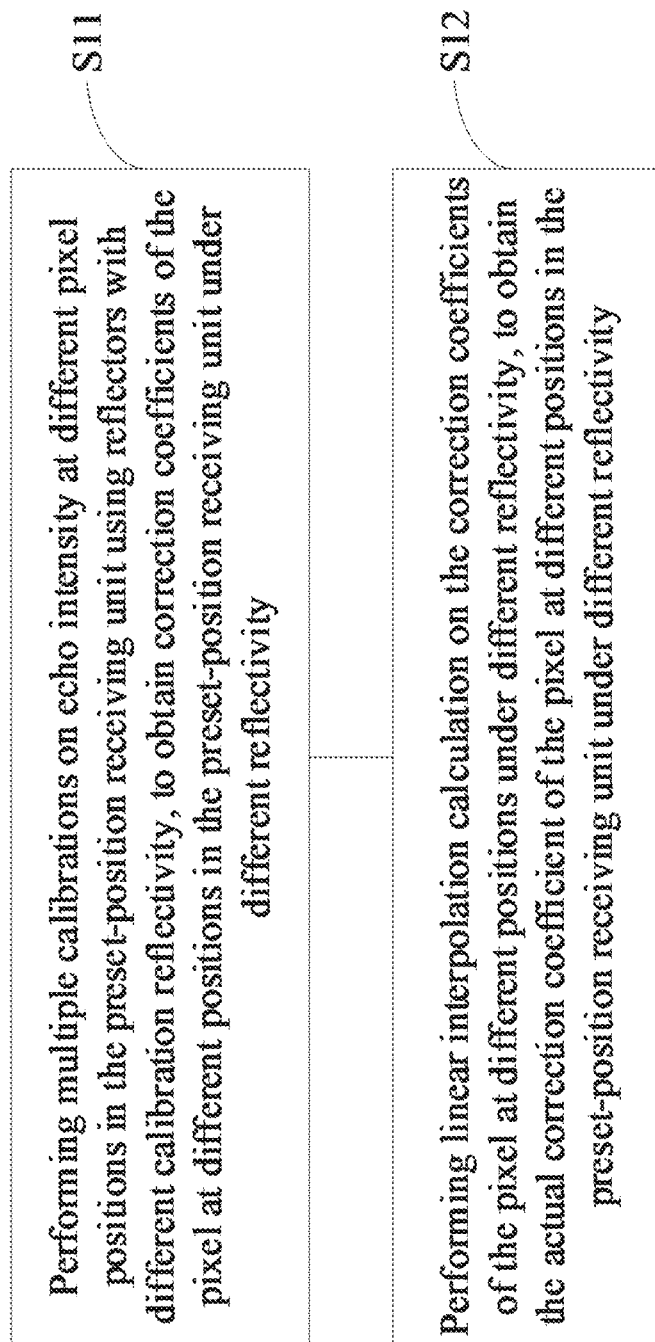 Performing multiple calibrations on echo intensity at different pixel
positions in the preset-position receiving unit using reflectors with
different calibration reflectivity, to obtain correction coefficients of the
pixel at different positions in the preset-position receiving unit under
different reflectivity
S11
Performing linear interpolation calculation on the correction coefficients
of the pixel at different positions under different reflectivity, to obtain
the actual correction coefficient of the pixel at different positions in the
preset-position receiving unit under different reflectivity
S12